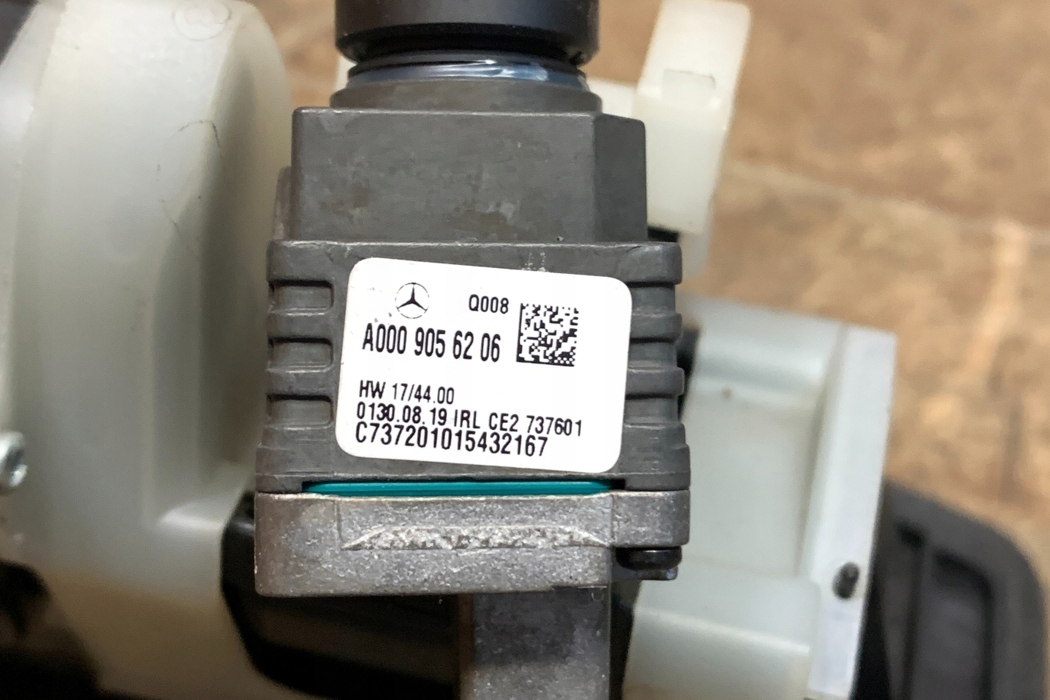 Q008
A000 905 62 06
HW 17/44.00
0130.08.19 IRL CE2 737601
C737201015432167